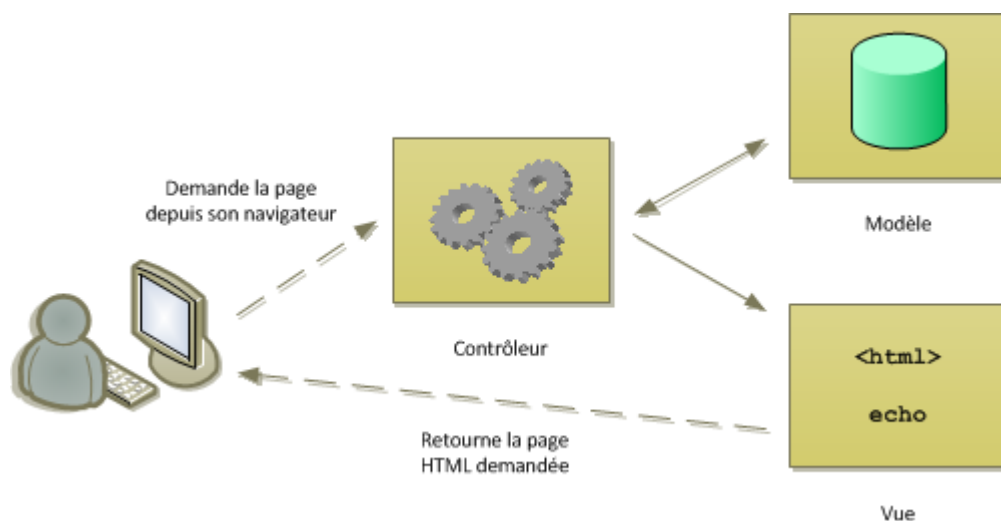 Demande la page
depuis son navigateur
Contrôleur
Modèle
<html>
echo
Vue
Retourne la page
HTML demandée